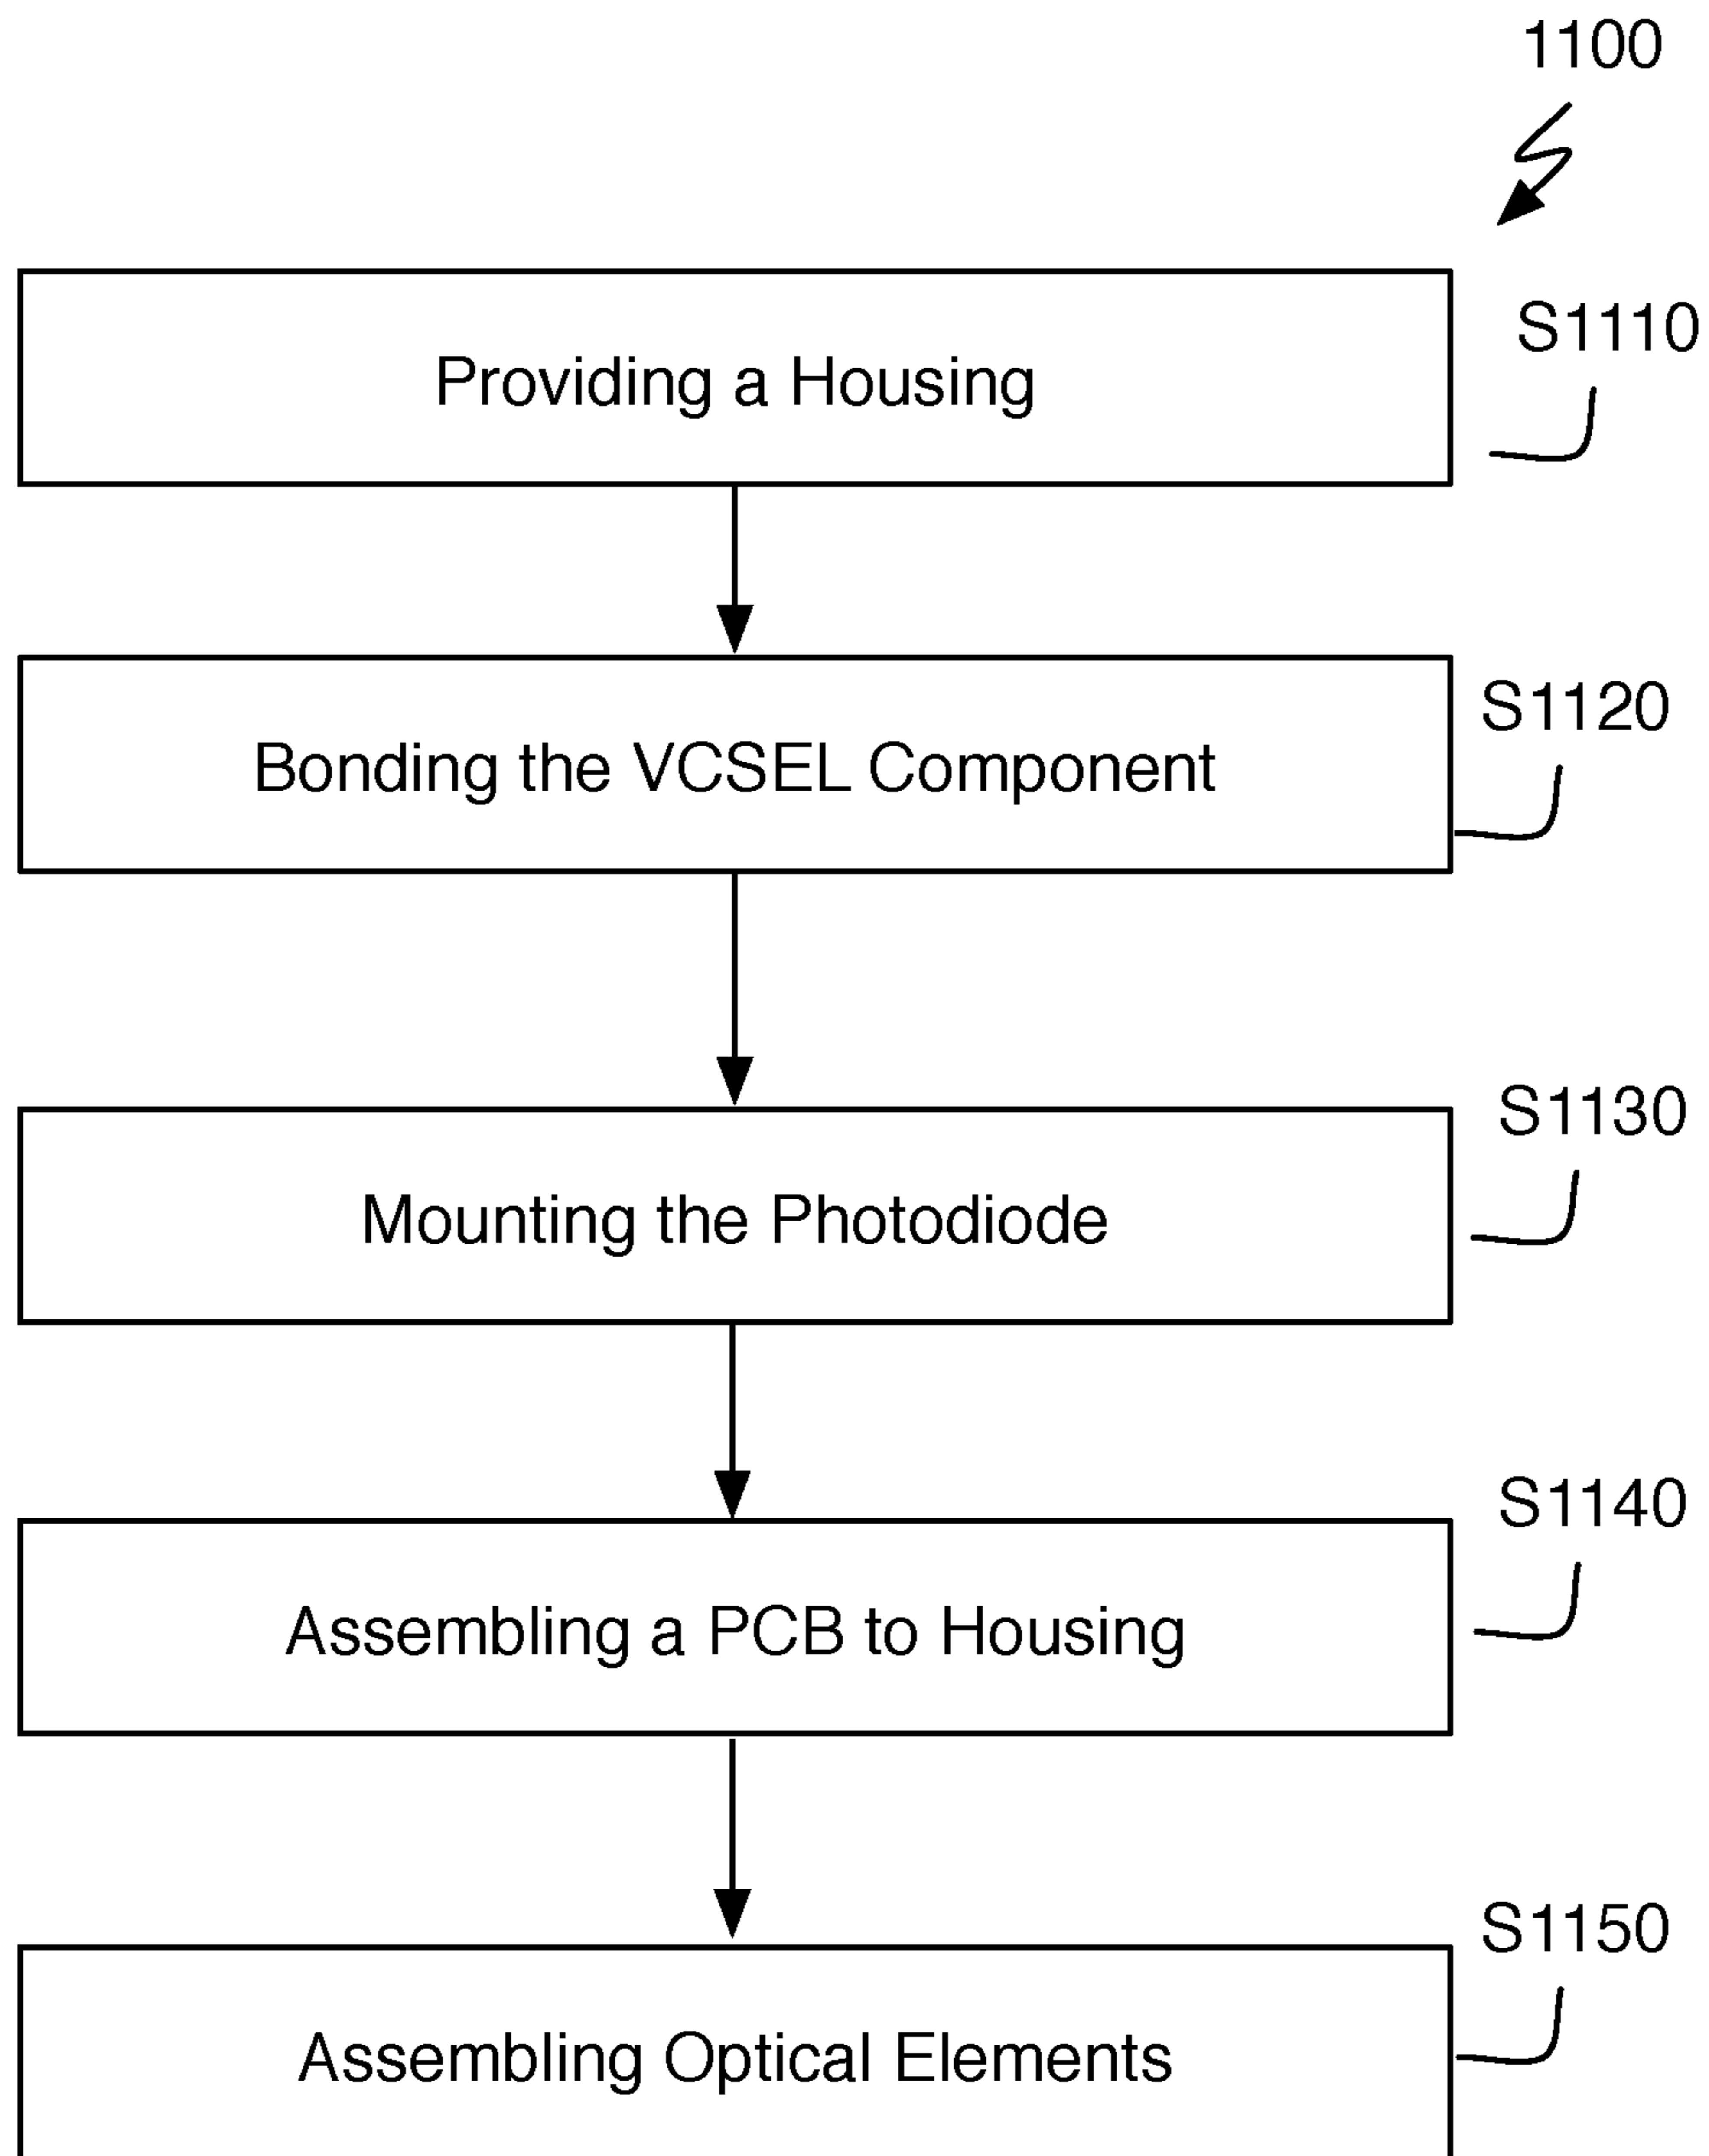 1100
S1110
Providing a Housing
S1120
Bonding the VCSEL Component
S1130
Mounting the Photodiode
S1140
Assembling a PCB to Housing
S1150
Assembling Optical Elements